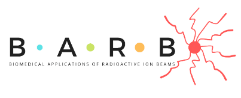 B A R B
BIOMEDICAL APPLICATIONS OF RADIOACTIVE ION BEAMS